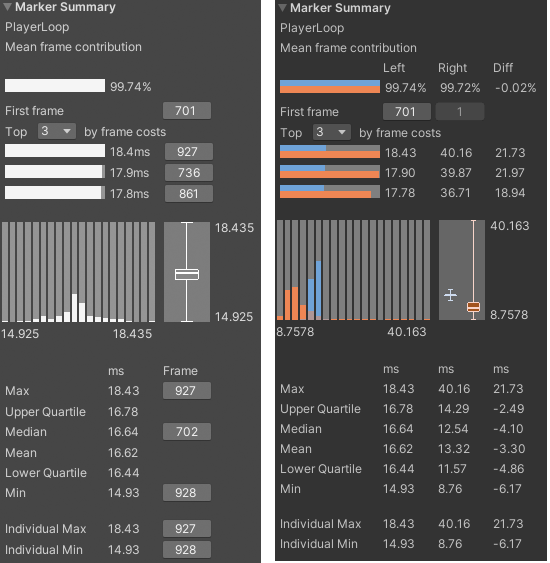 Marker Summary
PlayerLoop
Mean frame contribution
99.74%
First frame 701
Top 3 by frame costs
18.4ms 927
17.9ms 736
17.8ms 861
18.435
14.925
14.925 18.435
ms Frame
Max 18.43 927
Upper Quartile 16.78
Median 16.64 702
Mean 16.62
Lower Quartile 16.44
Min 14.93 928
Individual Max 18.43 927
Individual Min 14.93 928
Marker Summary
PlayerLoop
Mean frame contribution
Left Right Diff
99.74% 99.72% -0.02%
First frame 701 1
Top 3 by frame costs
18.43 40.16 21.73
17.90 39.87 21.97
17.78 36.71 18.94
40.163
8.7578
8.7578 40.163
ms ms ms
Max 18.43 40.16 21.73
Upper Quartile 16.78 14.29 -2.49
Median 16.64 12.54 -4.10
Mean 16.62 13.32 -3.30
Lower Quartile 16.44 11.57 -4.86
Min 14.93 8.76 -6.17
Individual Max 18.43 40.16 21.73
Individual Min 14.93 8.76 -6.17